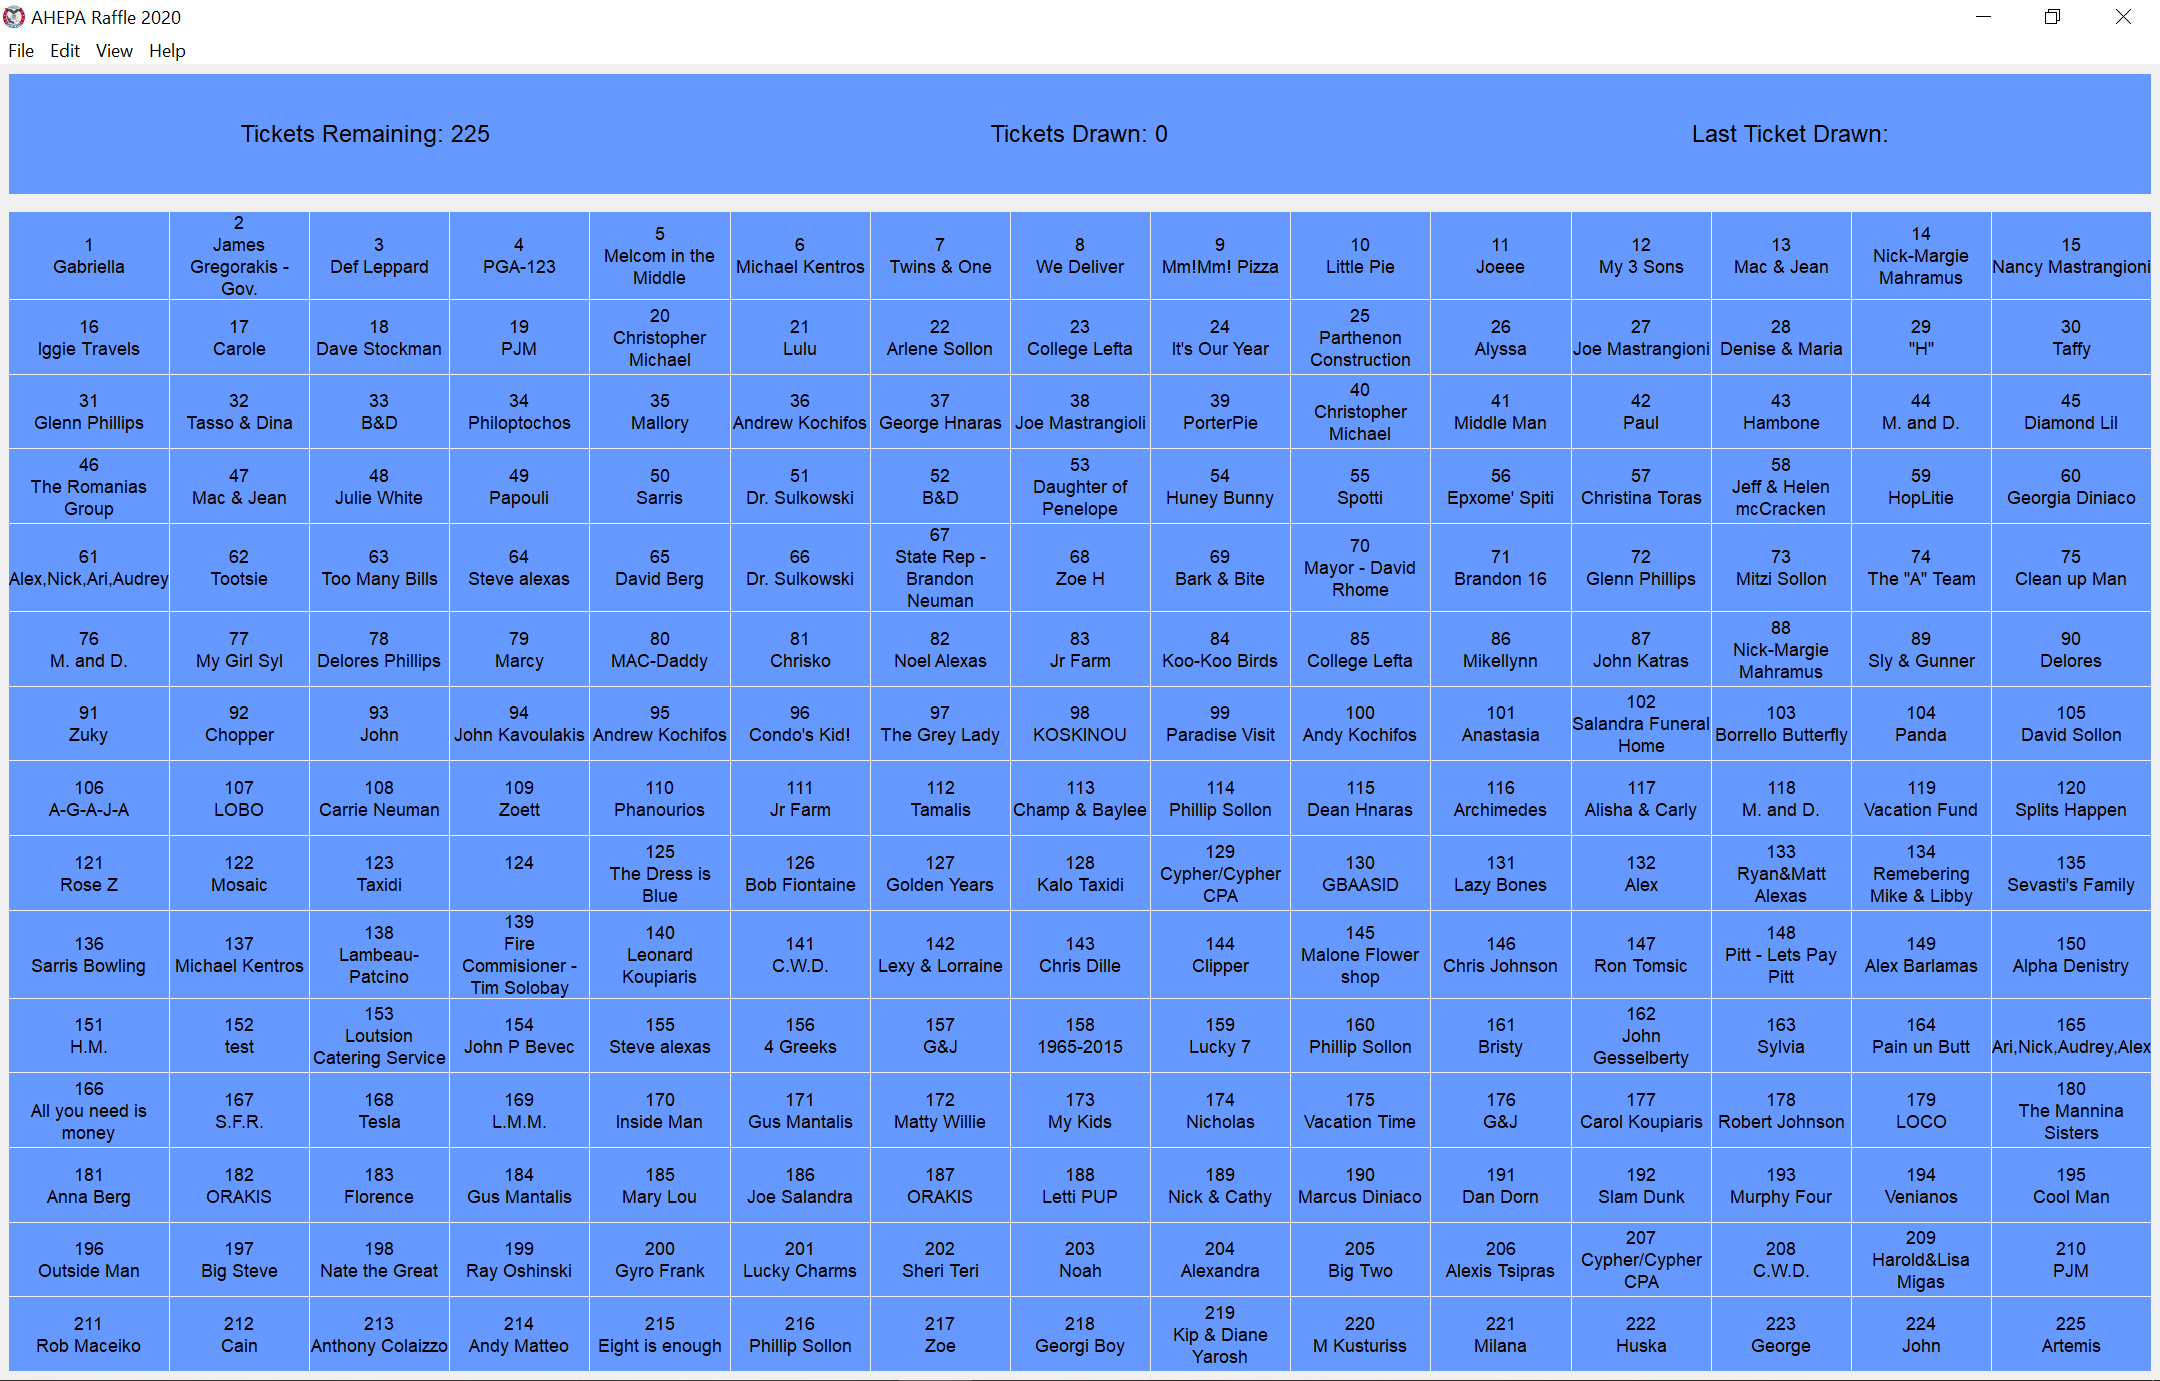 AHEPA Raffle 2020
File Edit View Help
Tickets Remaining: 225 Tickets Drawn: 0 Last Ticket Drawn:
1
Gabriella
2
James
Gregorakis -
Gov.
3
Def Leppard
4
PGA-123
5
Melcom in the
Middle
6
Michael Kentros
7
Twins & One
8
We Deliver
9
Mm!Mm! Pizza
10
Little Pie
11
Joeee
12
My 3 Sons
13
Mac & Jean
14
Nick-Margie
Mahramus
15
Nancy Mastrangioni
16
Iggie Travels
17
Carole
18
Dave Stockman
19
PJM
20
Christopher
Michael
21
Lulu
22
Arlene Sollon
23
College Lefta
24
It's Our Year
25
Parthenon
Construction
26
Alyssa
27
Joe Mastrangioni
28
Denise & Maria
29
"H"
30
Taffy
31
Glenn Phillips
32
Tasso & Dina
33
B&D
34
Philoptochos
35
Mallory
36
Andrew Kochifos
37
George Hnaras
38
Joe Mastrangioli
39
PorterPie
40
Christopher
Michael
41
Middle Man
42
Paul
43
Hambone
44
M. and D.
45
Diamond Lil
46
The Romanias
Group
47
Mac & Jean
48
Julie White
49
Papouli
50
Sarris
51
Dr. Sulkowski
52
B&D
53
Daughter of
Penelope
54
Huney Bunny
55
Spotti
56
Epxome' Spiti
57
Christina Toras
58
Jeff & Helen
mcCracken
59
HopLitie
60
Georgia Diniaco
61
Alex,Nick,Ari,Audrey
62
Tootsie
63
Too Many Bills
64
Steve alexas
65
David Berg
66
Dr. Sulkowski
67
State Rep -
Brandon
Neuman
68
Zoe H
69
Bark & Bite
70
Mayor - David
Rhome
71
Brandon 16
72
Glenn Phillips
73
Mitzi Sollon
74
The "A" Team
75
Clean up Man
76
M. and D.
77
My Girl Syl
78
Delores Phillips
79
Marcy
80
MAC-Daddy
81
Chrisko
82
Noel Alexas
83
Jr Farm
84
Koo-Koo Birds
85
College Lefta
86
Mikellynn
87
John Katras
88
Nick-Margie
Mahramus
89
Sly & Gunner
90
Delores
91
Zuky
92
Chopper
93
John
94
John Kavoulakis
95
Andrew Kochifos
96
Condo's Kid!
97
The Grey Lady
98
KOSKINOU
99
Paradise Visit
100
Andy Kochifos
101
Anastasia
102
Salandra Funeral
Home
103
Borrello Butterfly
104
Panda
105
David Sollon
106
A-G-A-J-A
107
LOBO
108
Carrie Neuman
109
Zoett
110
Phanourios
111
Jr Farm
112
Tamalis
113
Champ & Baylee
114
Phillip Sollon
115
Dean Hnaras
116
Archimedes
117
Alisha & Carly
118
M. and D.
119
Vacation Fund
120
Splits Happen
121
Rose Z
122
Mosaic
123
Taxidi
124
125
The Dress is
Blue
126
Bob Fiontaine
127
Golden Years
128
Kalo Taxidi
129
Cypher/Cypher
CPA
130
GBAASID
131
Lazy Bones
132
Alex
133
Ryan&Matt
Alexas
134
Remebering
Mike & Libby
135
Sevasti's Family
136
Sarris Bowling
137
Michael Kentros
138
Lambeau-
Patcino
139
Fire
Commisioner -
Tim Solobay
140
Leonard
Koupiaris
141
C.W.D.
142
Lexy & Lorraine
143
Chris Dille
144
Clipper
145
Malone Flower
shop
146
Chris Johnson
147
Ron Tomsic
148
Pitt - Lets Pay
Pitt
149
Alex Barlamas
150
Alpha Denistry
151
H.M.
152
test
153
Loutsion
Catering Service
154
John P Bevec
155
Steve alexas
156
4 Greeks
157
G&J
158
1965-2015
159
Lucky 7
160
Phillip Sollon
161
Bristy
162
John
Gesselberty
163
Sylvia
164
Pain un Butt
165
Ari,Nick,Audrey,Alex
166
All you need is
money
167
S.F.R.
168
Tesla
169
L.M.M.
170
Inside Man
171
Gus Mantalis
172
Matty Willie
173
My Kids
174
Nicholas
175
Vacation Time
176
G&J
177
Carol Koupiaris
178
Robert Johnson
179
LOCO
180
The Mannina
Sisters
181
Anna Berg
182
ORAKIS
183
Florence
184
Gus Mantalis
185
Mary Lou
186
Joe Salandra
187
ORAKIS
188
Letti PUP
189
Nick & Cathy
190
Marcus Diniaco
191
Dan Dorn
192
Slam Dunk
193
Murphy Four
194
Venianos
195
Cool Man
196
Outside Man
197
Big Steve
198
Nate the Great
199
Ray Oshinski
200
Gyro Frank
201
Lucky Charms
202
Sheri Teri
203
Noah
204
Alexandra
205
Big Two
206
Alexis Tsipras
207
Cypher/Cypher
CPA
208
C.W.D.
209
Harold&Lisa
Migas
210
PJM
211
Rob Maceiko
212
Cain
213
Anthony Colaizzo
214
Andy Matteo
215
Eight is enough
216
Phillip Sollon
217
Zoe
218
Georgi Boy
219
Kip & Diane
Yarosh
220
M Kusturiss
221
Milana
222
Huska
223
George
224
John
225
Artemis